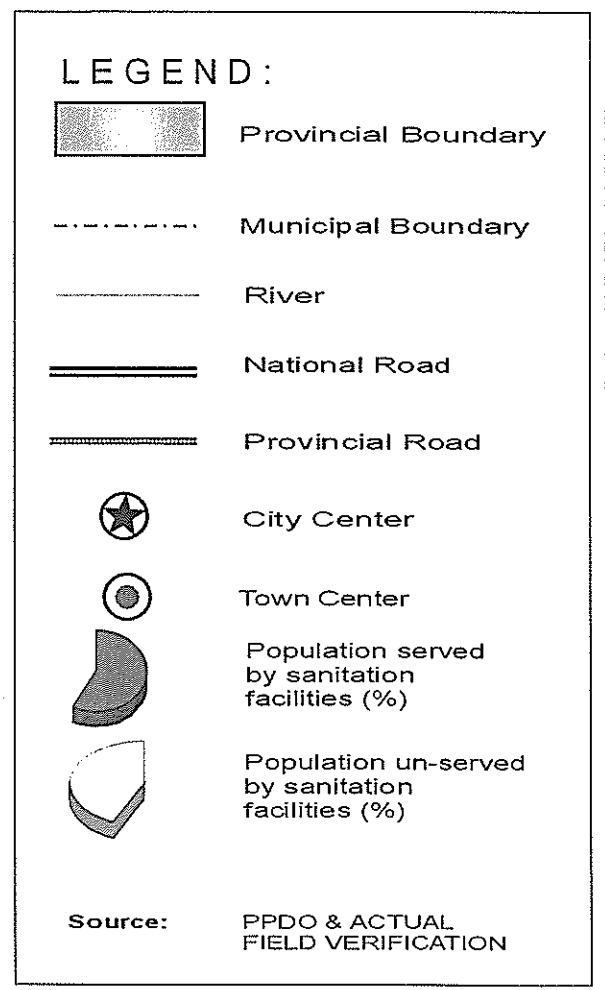 LEGEND:
Provincial Boundary
Municipal Boundary
River
National Road
Provincial Road
City Center
Town Center
Population served
by sanitation
facilities (%)
Population un-served
by sanitation
facilities (%)
Source: PPDO & ACTUAL
FIELD VERIFICATION